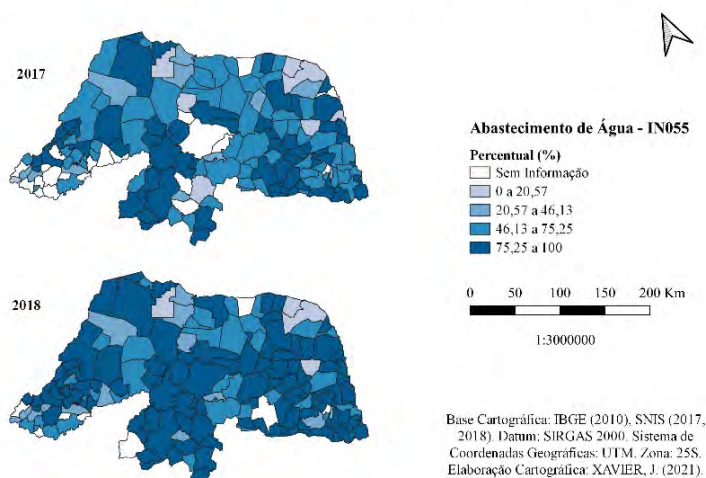 2017
2018
Abastecimento de Água - IN055
Percentual (%)
Sem Informação
0 a 20,57
20,57 a 46,13
46,13 a 75,25
75,25 a 100
0 50 100 150 200 Km
1:3000000
Base Cartográfica: IBGE (2010), SNIS (2017,
2018). Datum: SIRGAS 2000. Sistema de
Coordenadas Geográficas: UTM. Zona: 25S.
Elaboração Cartográfica: XAVIER, J. (2021).